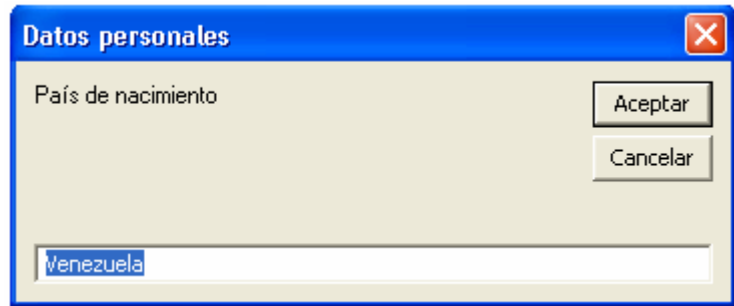 Datos personales
País de nacimiento
Aceptar
Cancelar
Venezuela